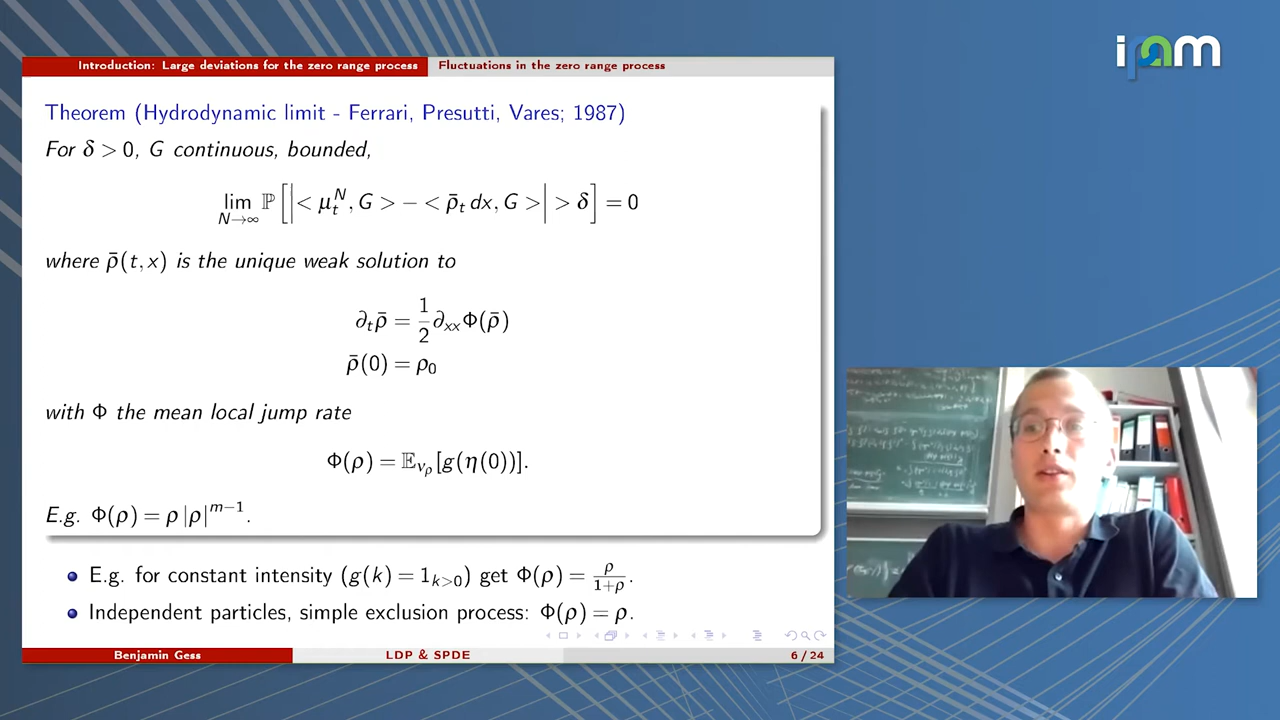 ipam
Introduction: Large deviations for the zero range process Fluctuations in the zero range process
Theorem (Hydrodynamic limit - Ferrari, Presutti, Vares; 1987)
For δ > 0, G continuous, bounded,
lim_{N→∞} ℙ[|< μ_t^N, G > − < ρ̄_t dx, G >| > δ] = 0
where ρ̄(t, x) is the unique weak solution to
∂_t ρ̄ = 1/2 ∂_{xx}Φ(ρ̄)
ρ̄(0) = ρ_0
with Φ the mean local jump rate
Φ(ρ) = 𝔼_{ν_ρ}[g(η(0))].
E.g. Φ(ρ) = ρ |ρ|^{m−1}.
E.g. for constant intensity (g(k) = 1_{k>0}) get Φ(ρ) = ρ/(1+ρ).
Independent particles, simple exclusion process: Φ(ρ) = ρ.
Benjamin Gess LDP & SPDE 6 / 24